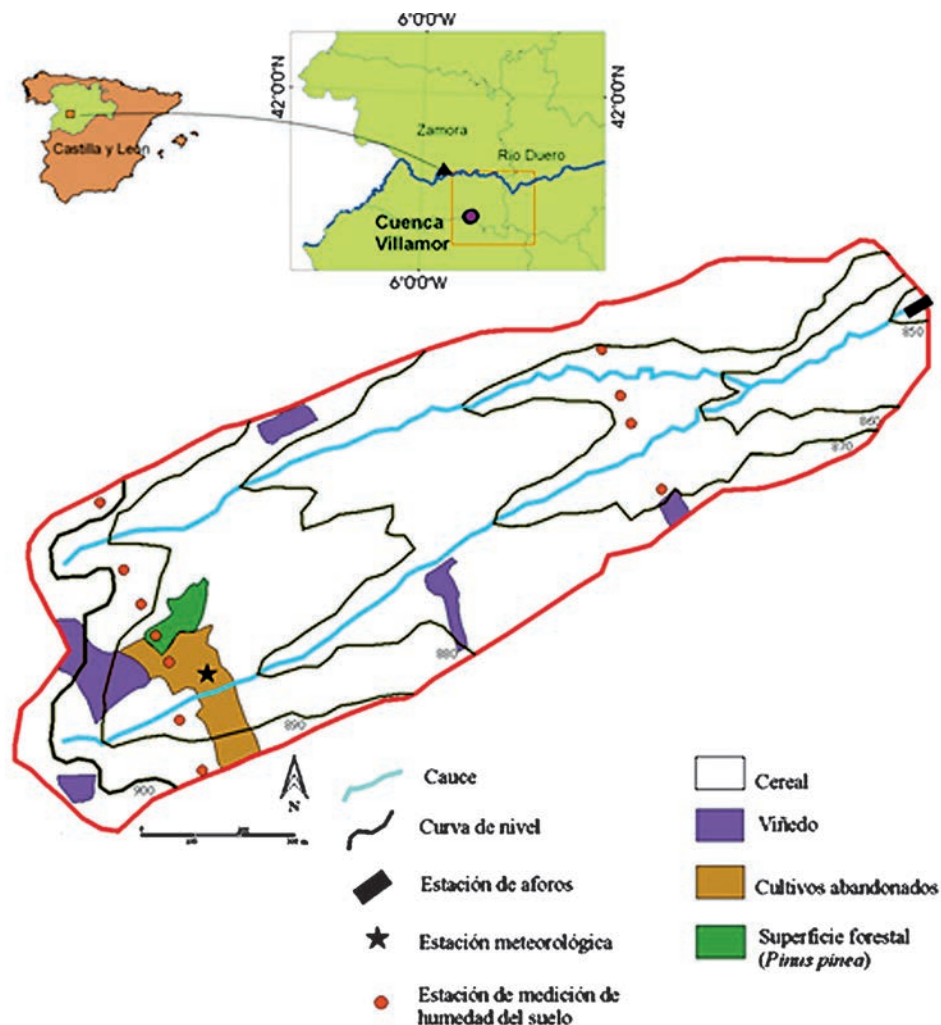 6°0'0"W
42°0'0"N
42°0'0"N
Zamora
Río Duero
Castilla y León
Cuenca
Villamor
6°0'0"W
850
860
870
880
890
900
N
Cauce
Curva de nivel
Estación de aforos
Estación meteorológica
Estación de medición de
humedad del suelo
Cereal
Viñedo
Cultivos abandonados
Superficie forestal
(Pinus pinea)